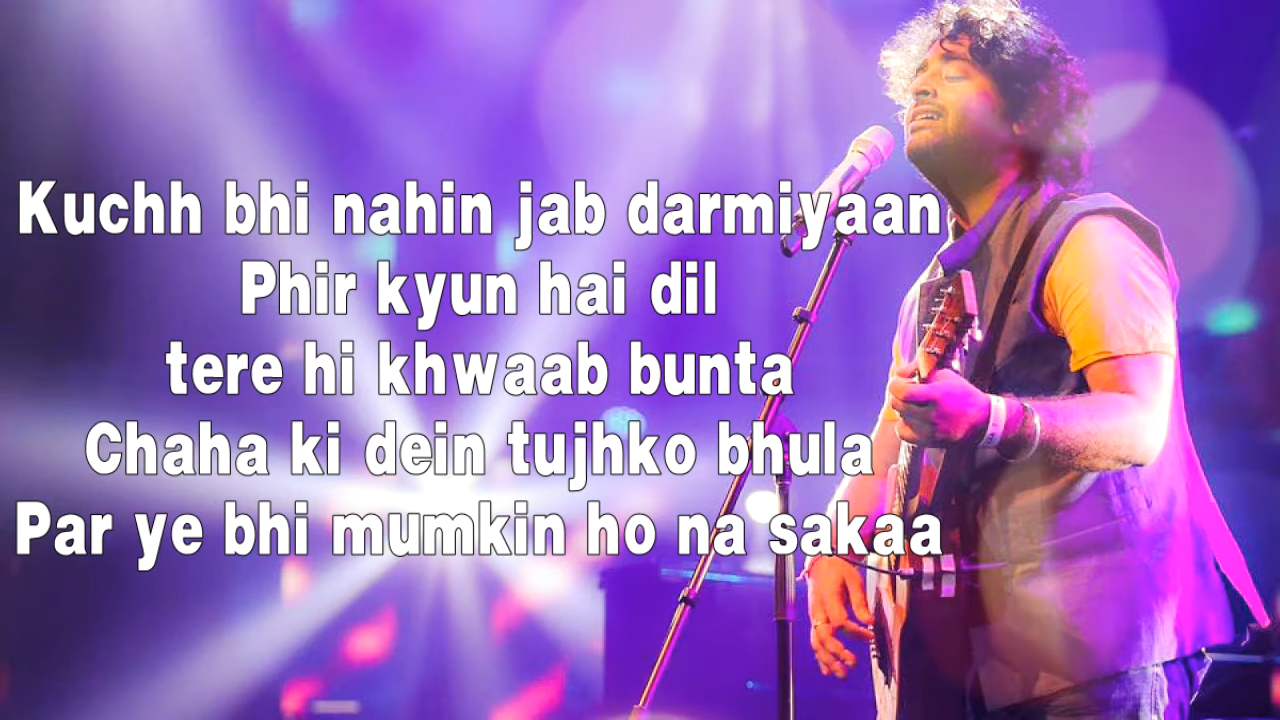 Kuchh bhi nahin jab darmiyaan
Phir kyun hai dil
tere hi khwaab bunta
Chaha ki dein tujhko bhula
Par ye bhi mumkin ho na sakaa